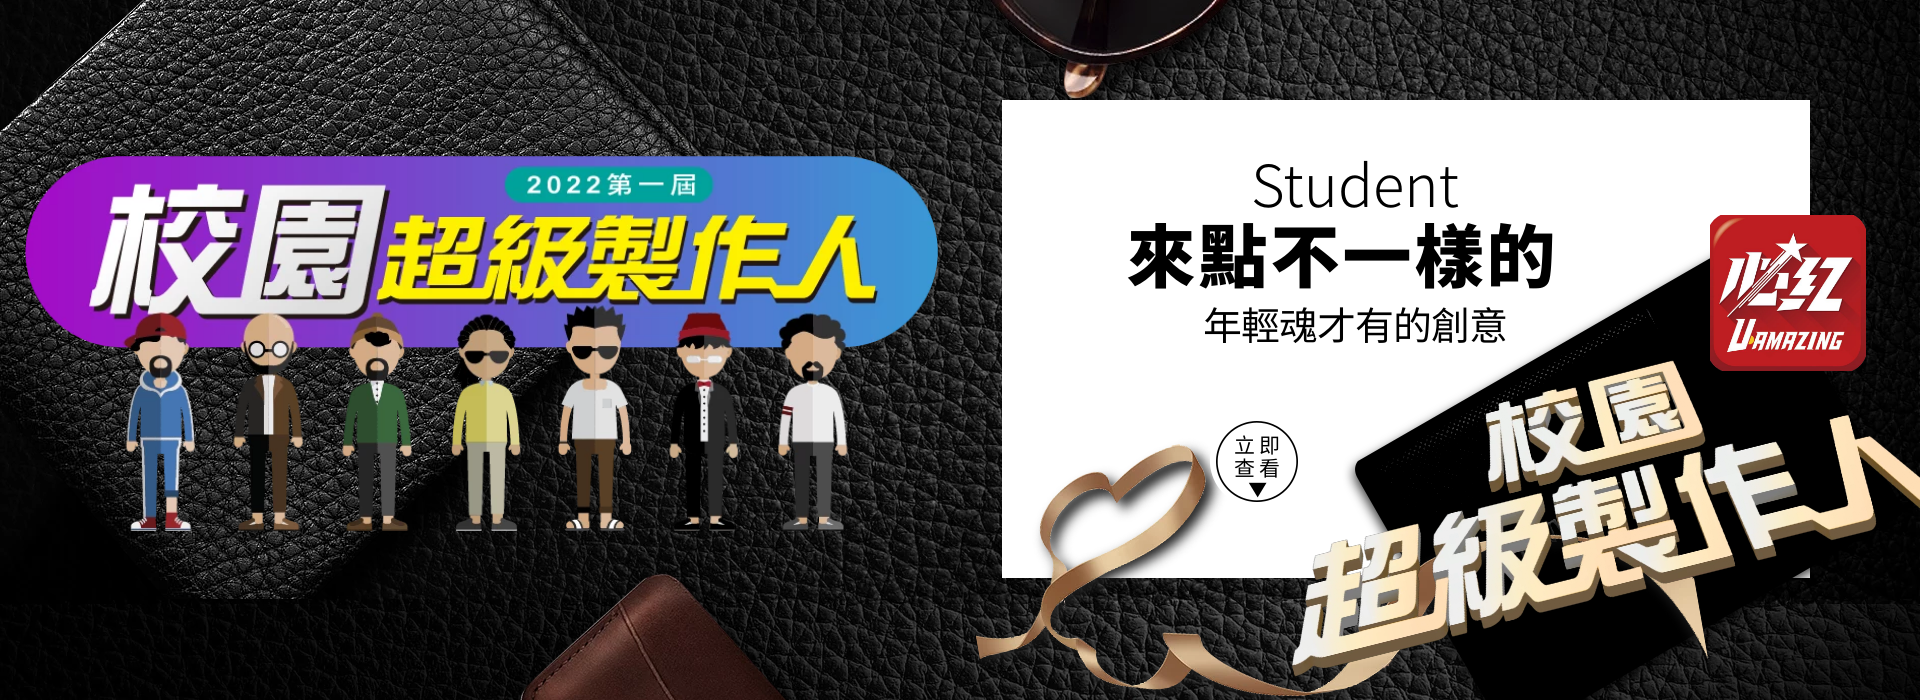 2022第一屆
校園超級製作人
Student
來點不一樣的
年輕魂才有的創意
立即
查看
必红
U-AMAZING
校園
超級製作人